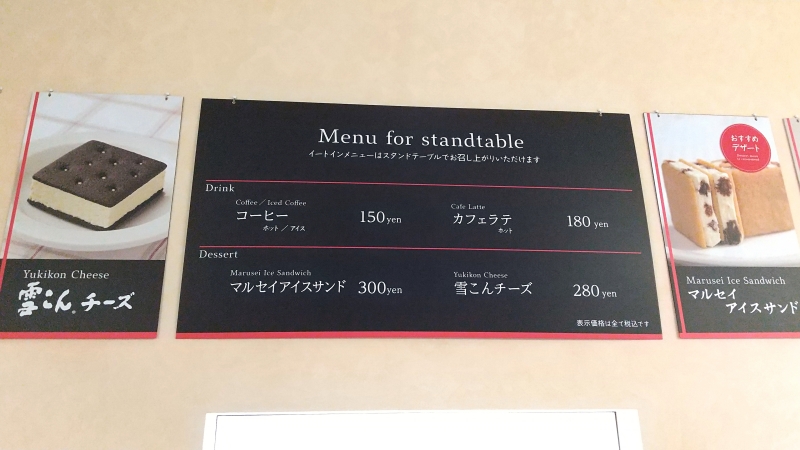 Yukikon Cheese
雪こん。チーズ
Menu for standtable
イートインメニューはスタンドテーブルでお召し上がりいただけます
Drink
Coffee / Iced Coffee
コーヒー 150yen
ホット / アイス
Cafe Latte
カフェラテ 180 yen
ホット
Dessert
Marusei Ice Sandwich
マルセイアイスサンド 300yen
Yukikon Cheese
雪こんチーズ 280yen
表示価格は全て税込です
おすすめ
デザート
Marusei Ice Sandwich
マルセイ
アイスサンド